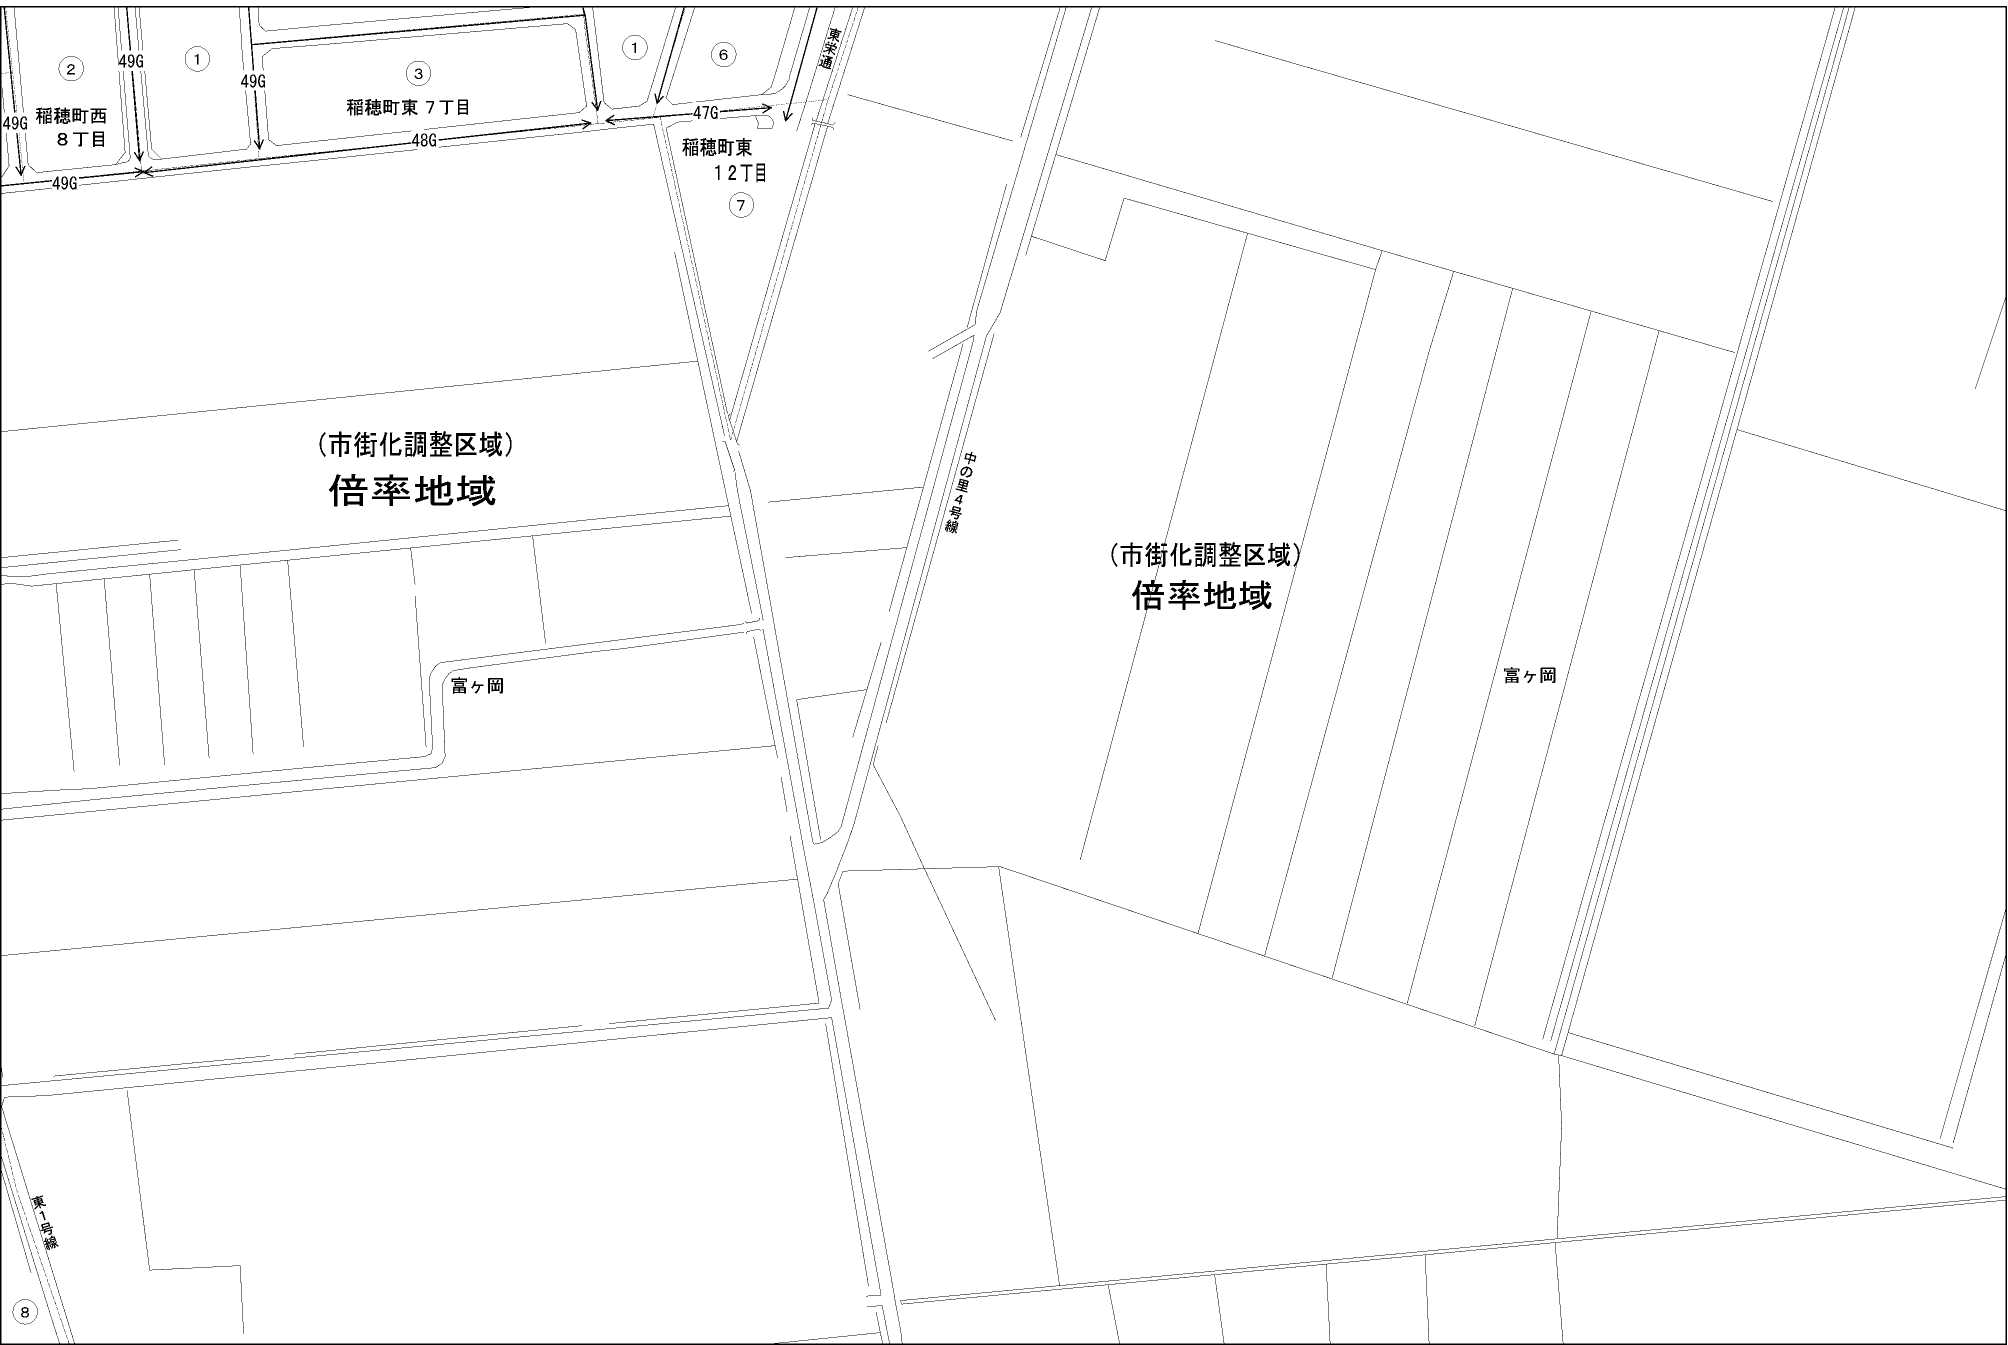 東栄通
②
①
③
①
⑥
49G
49G
49G
稲穂町西
8丁目
稲穂町東 7丁目
47G
48G
49G
稲穂町東
12丁目
⑦
(市街化調整区域)
倍率地域
中の里4号線
(市街化調整区域)
倍率地域
富ヶ岡
富ヶ岡
東1号線
⑧